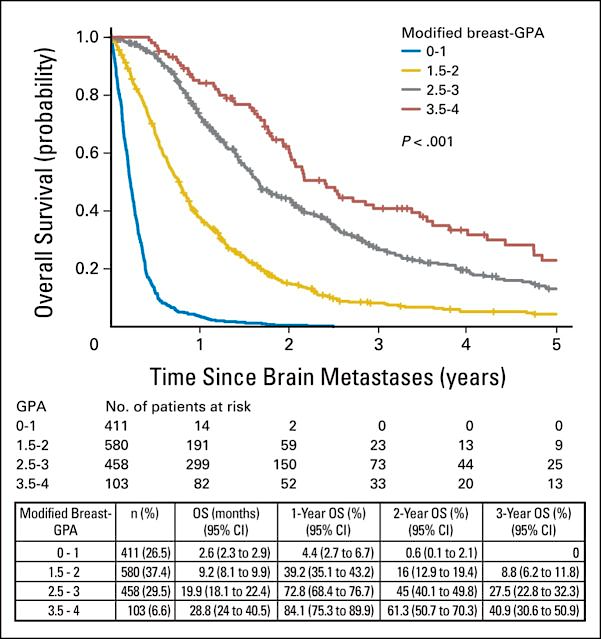 Modified breast-GPA
0-1
1.5-2
2.5-3
3.5-4
P < .001
Overall Survival (probability)
1.0
0.8
0.6
0.4
0.2
0 1 2 3 4 5
Time Since Brain Metastases (years)
GPA No. of patients at risk
0-1 411 14 2 0 0 0
1.5-2 580 191 59 23 13 9
2.5-3 458 299 150 73 44 25
3.5-4 103 82 52 33 20 13
Modified Breast- n (%) OS (months) 1-Year OS (%) 2-Year OS (%) 3-Year OS (%)
GPA (95% CI) (95% CI) (95% CI) (95% CI)
0 - 1 411 (26.5) 2.6 (2.3 to 2.9) 4.4 (2.7 to 6.7) 0.6 (0.1 to 2.1) 0
1.5 - 2 580 (37.4) 9.2 (8.1 to 9.9) 39.2 (35.1 to 43.2) 16 (12.9 to 19.4) 8.8 (6.2 to 11.8)
2.5 - 3 458 (29.5) 19.9 (18.1 to 22.4) 72.8 (68.4 to 76.7) 45 (40.1 to 49.8) 27.5 (22.8 to 32.3)
3.5 - 4 103 (6.6) 28.8 (24 to 40.5) 84.1 (75.3 to 89.9) 61.3 (50.7 to 70.3) 40.9 (30.6 to 50.9)